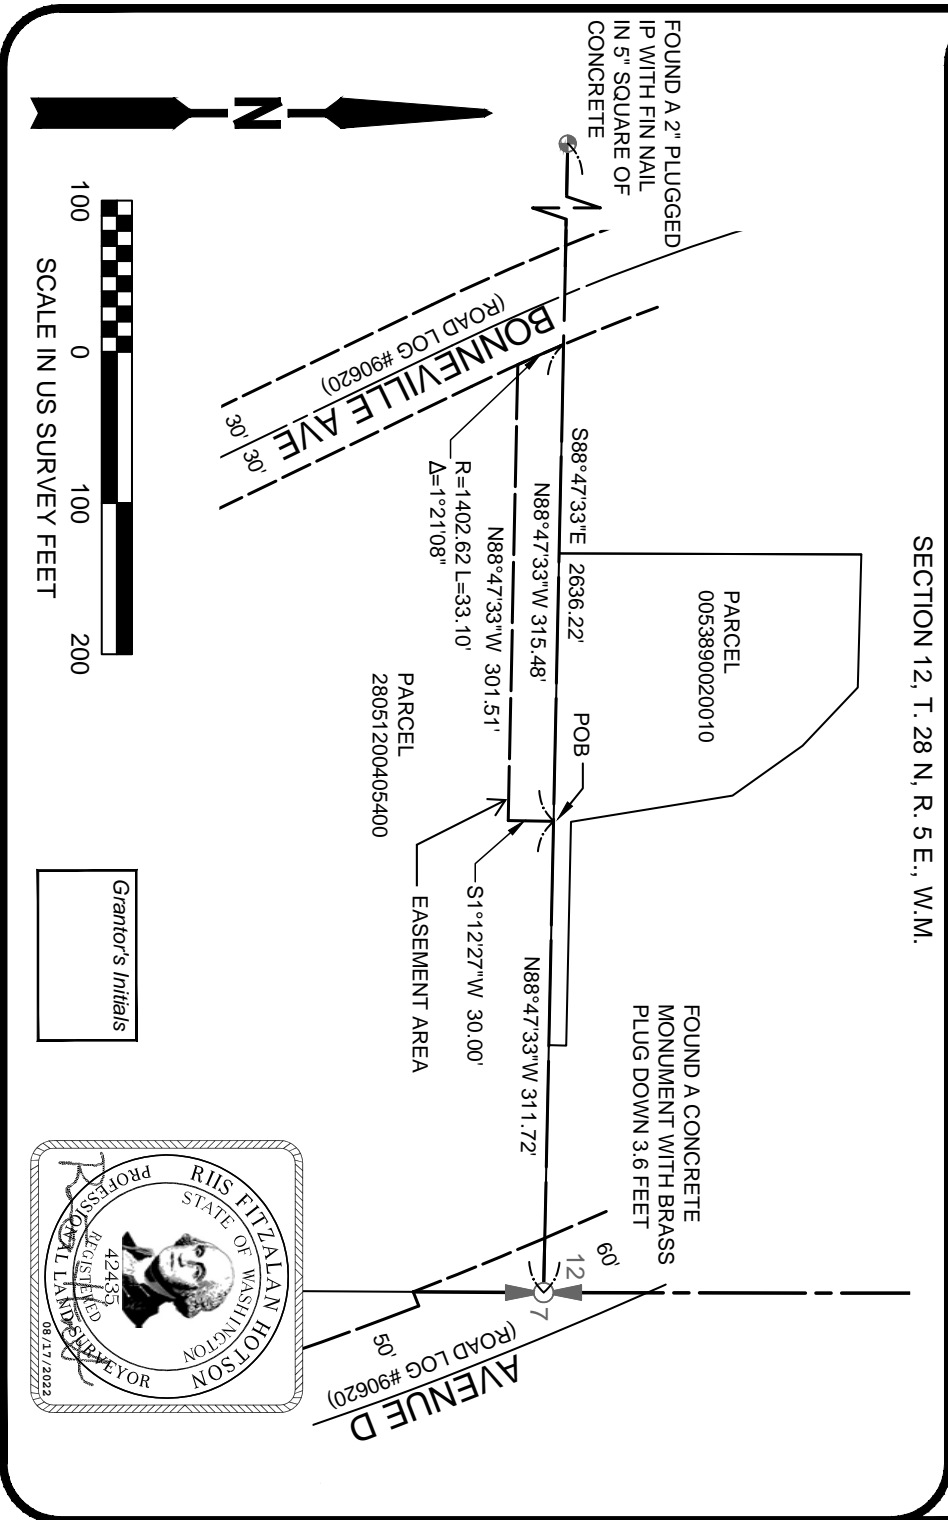 SECTION 12, T. 28 N, R. 5 E., W.M.
FOUND A 2" PLUGGED
IP WITH FIN NAIL
IN 5" SQUARE OF
CONCRETE
PARCEL
00538900200​10
FOUND A CONCRETE
MONUMENT WITH BRASS
PLUG DOWN 3.6 FEET
S88°47'33"E 2636.22'
POB
N88°47'33"W 315.48'
N88°47'33"W 311.72'
60'
12
7
BONNEVILLE AVE
(ROAD LOG #90620)
30'
30'
N88°47'33"W 301.51'
R=1402.62 L=33.10'
Δ=1°21'08"
S1°12'27"W 30.00'
EASEMENT AREA
PARCEL
28051200405400
AVENUE D
(ROAD LOG #90620)
50'
N
100 0 100 200
SCALE IN US SURVEY FEET
Grantor's Initials
RIIS FITZALAN HOTSON
STATE OF WASHINGTON
42435
REGISTERED
PROFESSIONAL LAND SURVEYOR
08/17/2022